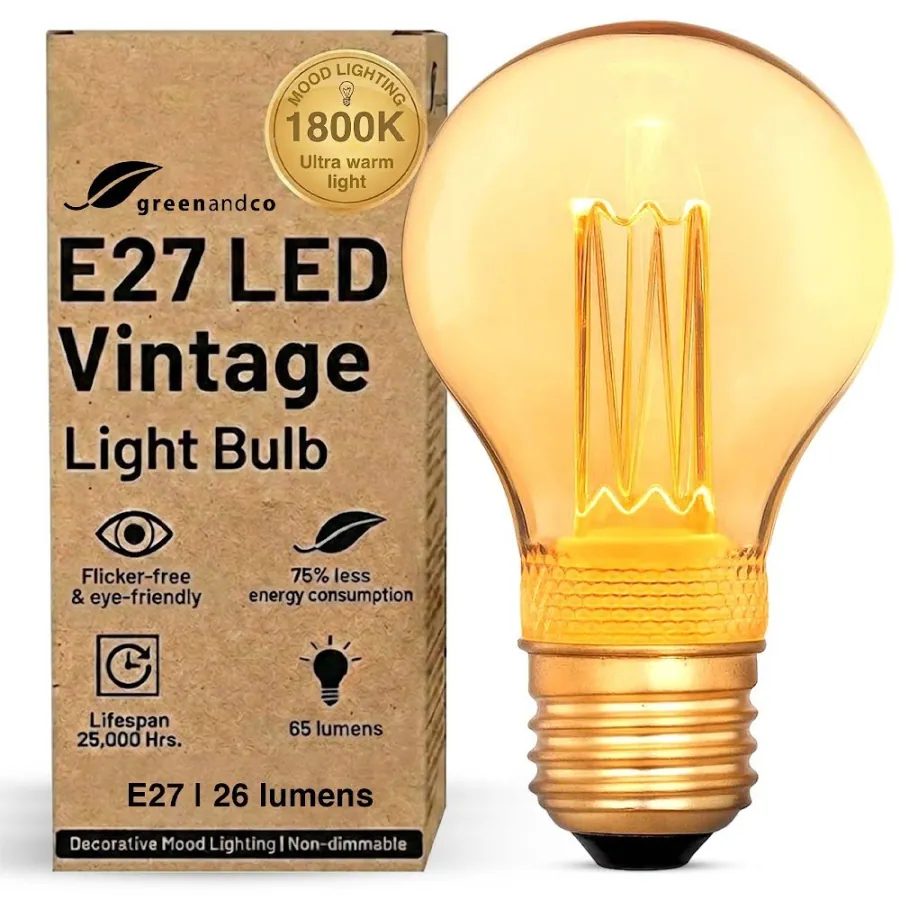 MOOD LIGHTING
1800K
Ultra warm
light
greenandco
E27 LED
Vintage
Light Bulb
Flicker-free
& eye-friendly
75% less
energy consumption
Lifespan
25,000 Hrs.
65 lumens
E27 | 26 lumens
Decorative Mood Lighting | Non-dimmable